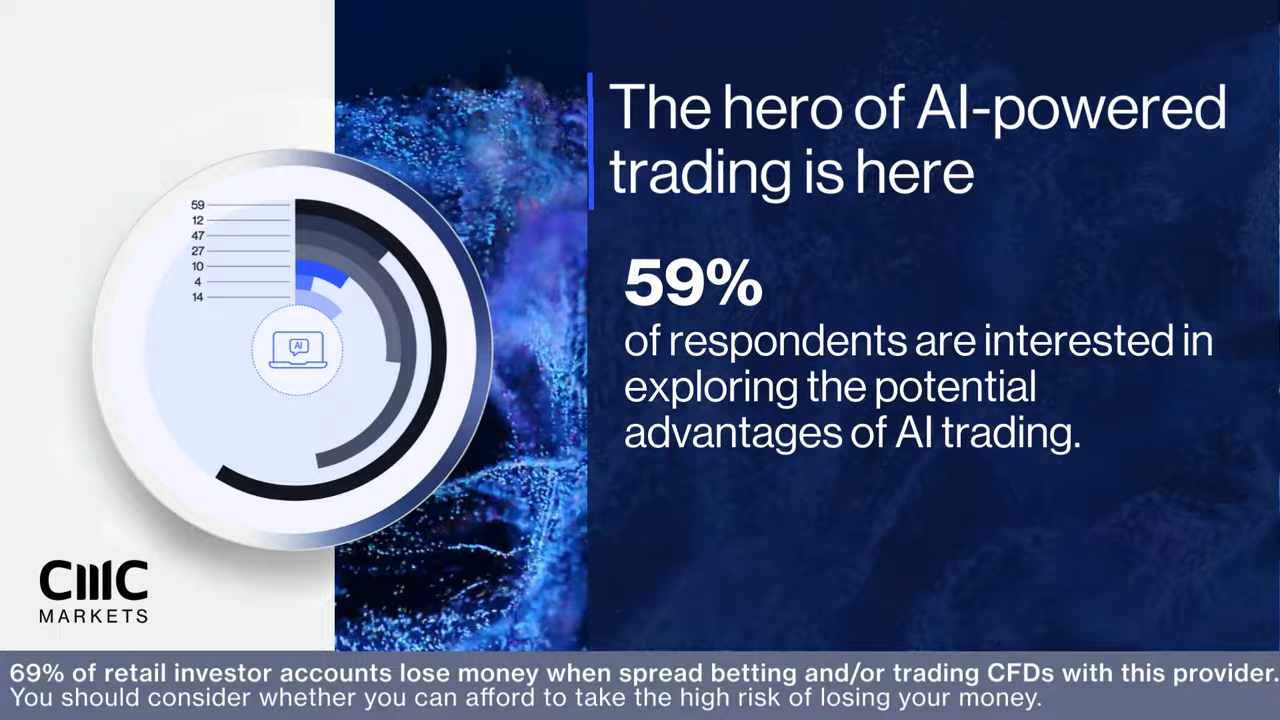 The hero of AI-powered
trading is here
59%
of respondents are interested in
exploring the potential
advantages of AI trading.
59
12
47
27
10
4
14
AI
CMC
MARKETS
69% of retail investor accounts lose money when spread betting and/or trading CFDs with this provider.
You should consider whether you can afford to take the high risk of losing your money.